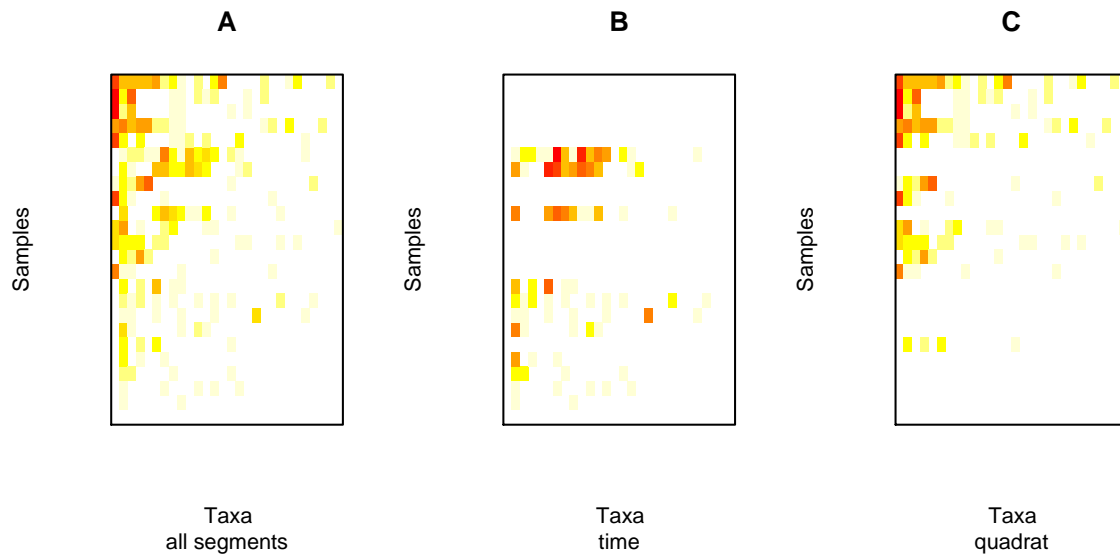 A
B
C
Samples
Samples
Samples
Taxa
all segments
Taxa
time
Taxa
quadrat